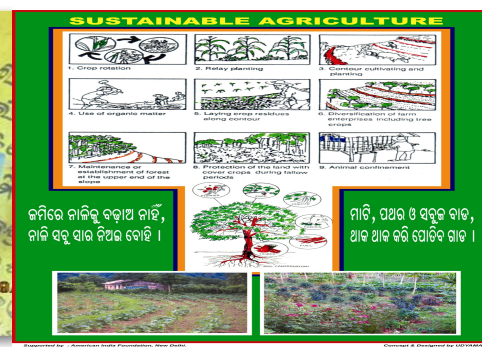 SUSTAINABLE AGRICULTURE
1. Crop rotation
2. Relay planting
3. Contour cultivating and
planting
4. Use of organic matter
5. Laying crop residues
along contour
6. Diversification of farm
enterprises including tree
crops
7. Maintenance or
establishment of forest
at the upper end of the
slope
8. Protection of the land with
cover crops during fallow
periods
9. Animal confinement
ଜମିରେ ନାଳିକୁ ବଢ଼ାଅ ନାହିଁ,
ନାଳି ସବୁ ସାର ନିଅଇ ବୋହି ।
ମାଟି, ପଥର ଓ ସବୁଜ ବାଡ,
ଥାକ ଥାକ କରି ପୋତିବ ଗାଡ ।
Supported by : American India Foundation, New Delhi.
Concept & Designed by UDYAMA